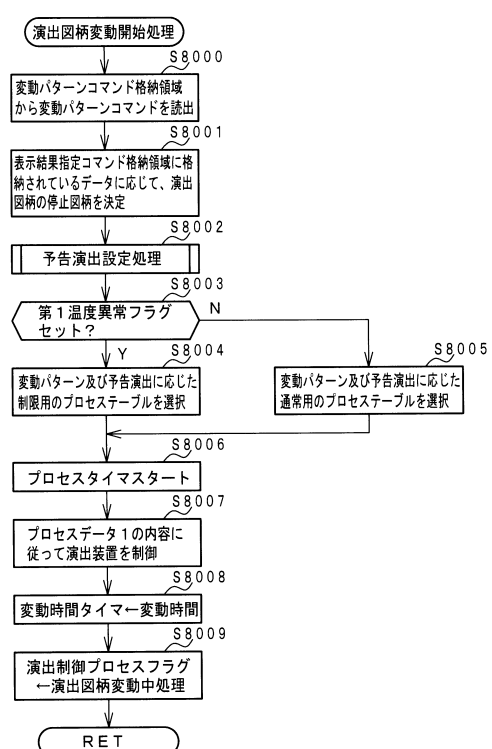 演出図柄変動開始処理
S8000
変動パターンコマンド格納領域
から変動パターンコマンドを読出
S8001
表示結果指定コマンド格納領域に格
納されているデータに応じて、演出
図柄の停止図柄を決定
S8002
予告演出設定処理
S8003
第1温度異常フラグ
セット?
N
Y
S8004
変動パターン及び予告演出に応じた
制限用のプロセステーブルを選択
S8005
変動パターン及び予告演出に応じた
通常用のプロセステーブルを選択
S8006
プロセスタイマスタート
S8007
プロセスデータ1の内容に
従って演出装置を制御
S8008
変動時間タイマ←変動時間
S8009
演出制御プロセスフラグ
←演出図柄変動中処理
RET